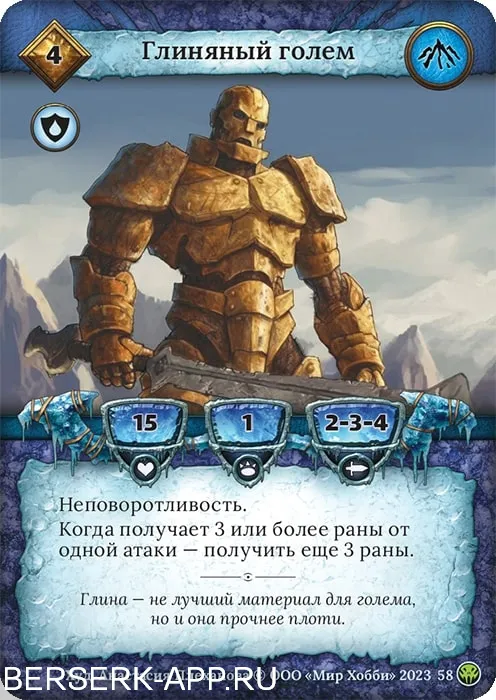 4
Глиняный голем
15
1
2-3-4
Неповоротливость.
Когда получает 3 или более раны от
одной атаки — получить еще 3 раны.
Глина — не лучший материал для голема,
но и она прочнее плоти.
© ООО «Мир Хобби» 2023 58
BERSERK-APP.RU